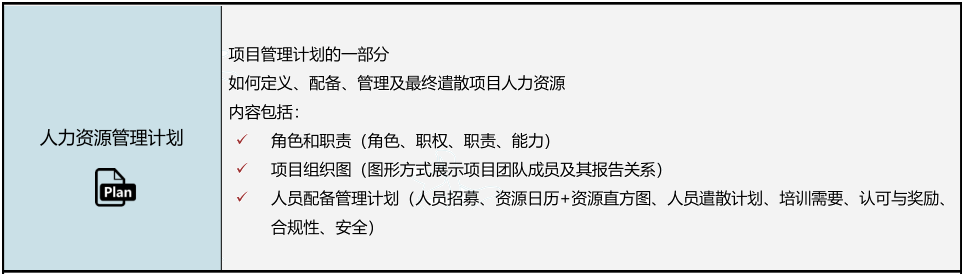 人力资源管理计划
Plan
项目管理计划的一部分
如何定义、配备、管理及最终遣散项目人力资源
内容包括：
✓ 角色和职责（角色、职权、职责、能力）
✓ 项目组织图（图形方式展示项目团队成员及其报告关系）
✓ 人员配备管理计划（人员招募、资源日历+资源直方图、人员遣散计划、培训需要、认可与奖励、
合规性、安全）